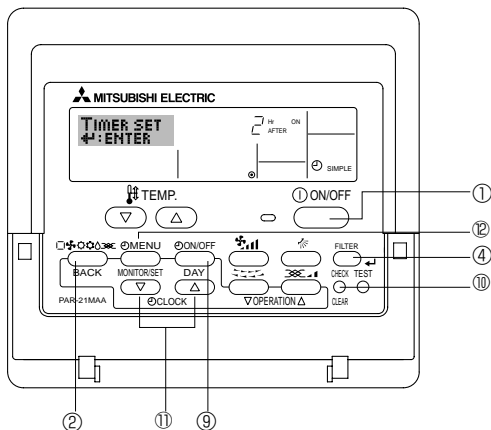 MITSUBISHI ELECTRIC
TIMER SET
↵:ENTER
2 Hr ON
AFTER
SIMPLE
TEMP.
ON/OFF
①
MENU
ON/OFF
FILTER
⑫
④
BACK
MONITOR/SET
DAY
CHECK TEST
⑩
PAR-21MAA
CLOCK
OPERATION
CLEAR
②
⑪
⑨